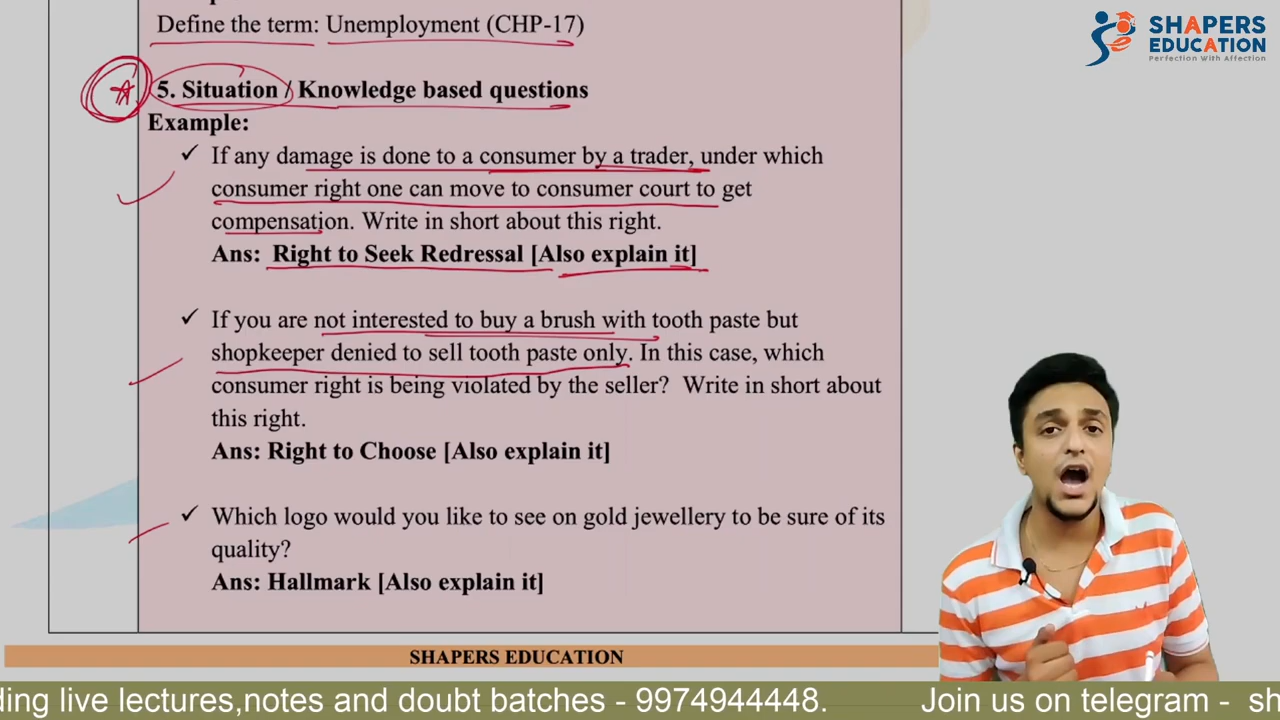 Define the term: Unemployment (CHP-17)
SHAPERS
EDUCATION
Perfection With Affection
5. Situation / Knowledge based questions
Example:
✓ If any damage is done to a consumer by a trader, under which
consumer right one can move to consumer court to get
compensation. Write in short about this right.
Ans: Right to Seek Redressal [Also explain it]
✓ If you are not interested to buy a brush with tooth paste but
shopkeeper denied to sell tooth paste only. In this case, which
consumer right is being violated by the seller? Write in short about
this right.
Ans: Right to Choose [Also explain it]
✓ Which logo would you like to see on gold jewellery to be sure of its
quality?
Ans: Hallmark [Also explain it]
SHAPERS EDUCATION
ding live lectures,notes and doubt batches - 9974944448. Join us on telegram - sh